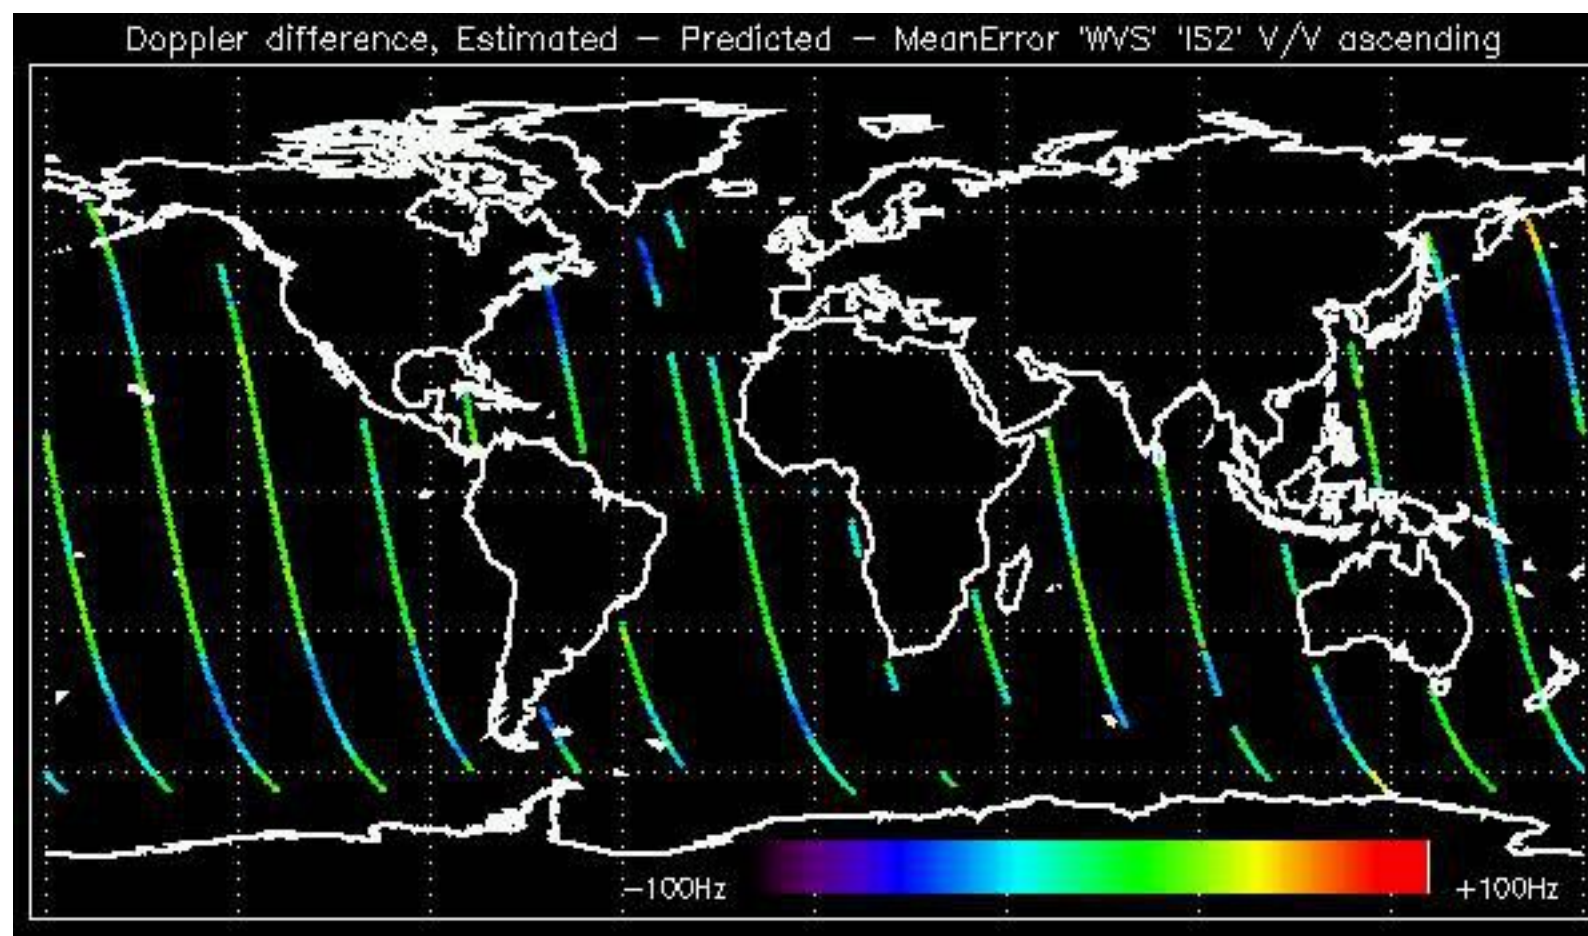 Doppler difference, Estimated – Predicted – MeanError 'WVS' 'IS2' V/V ascending
–100Hz +100Hz